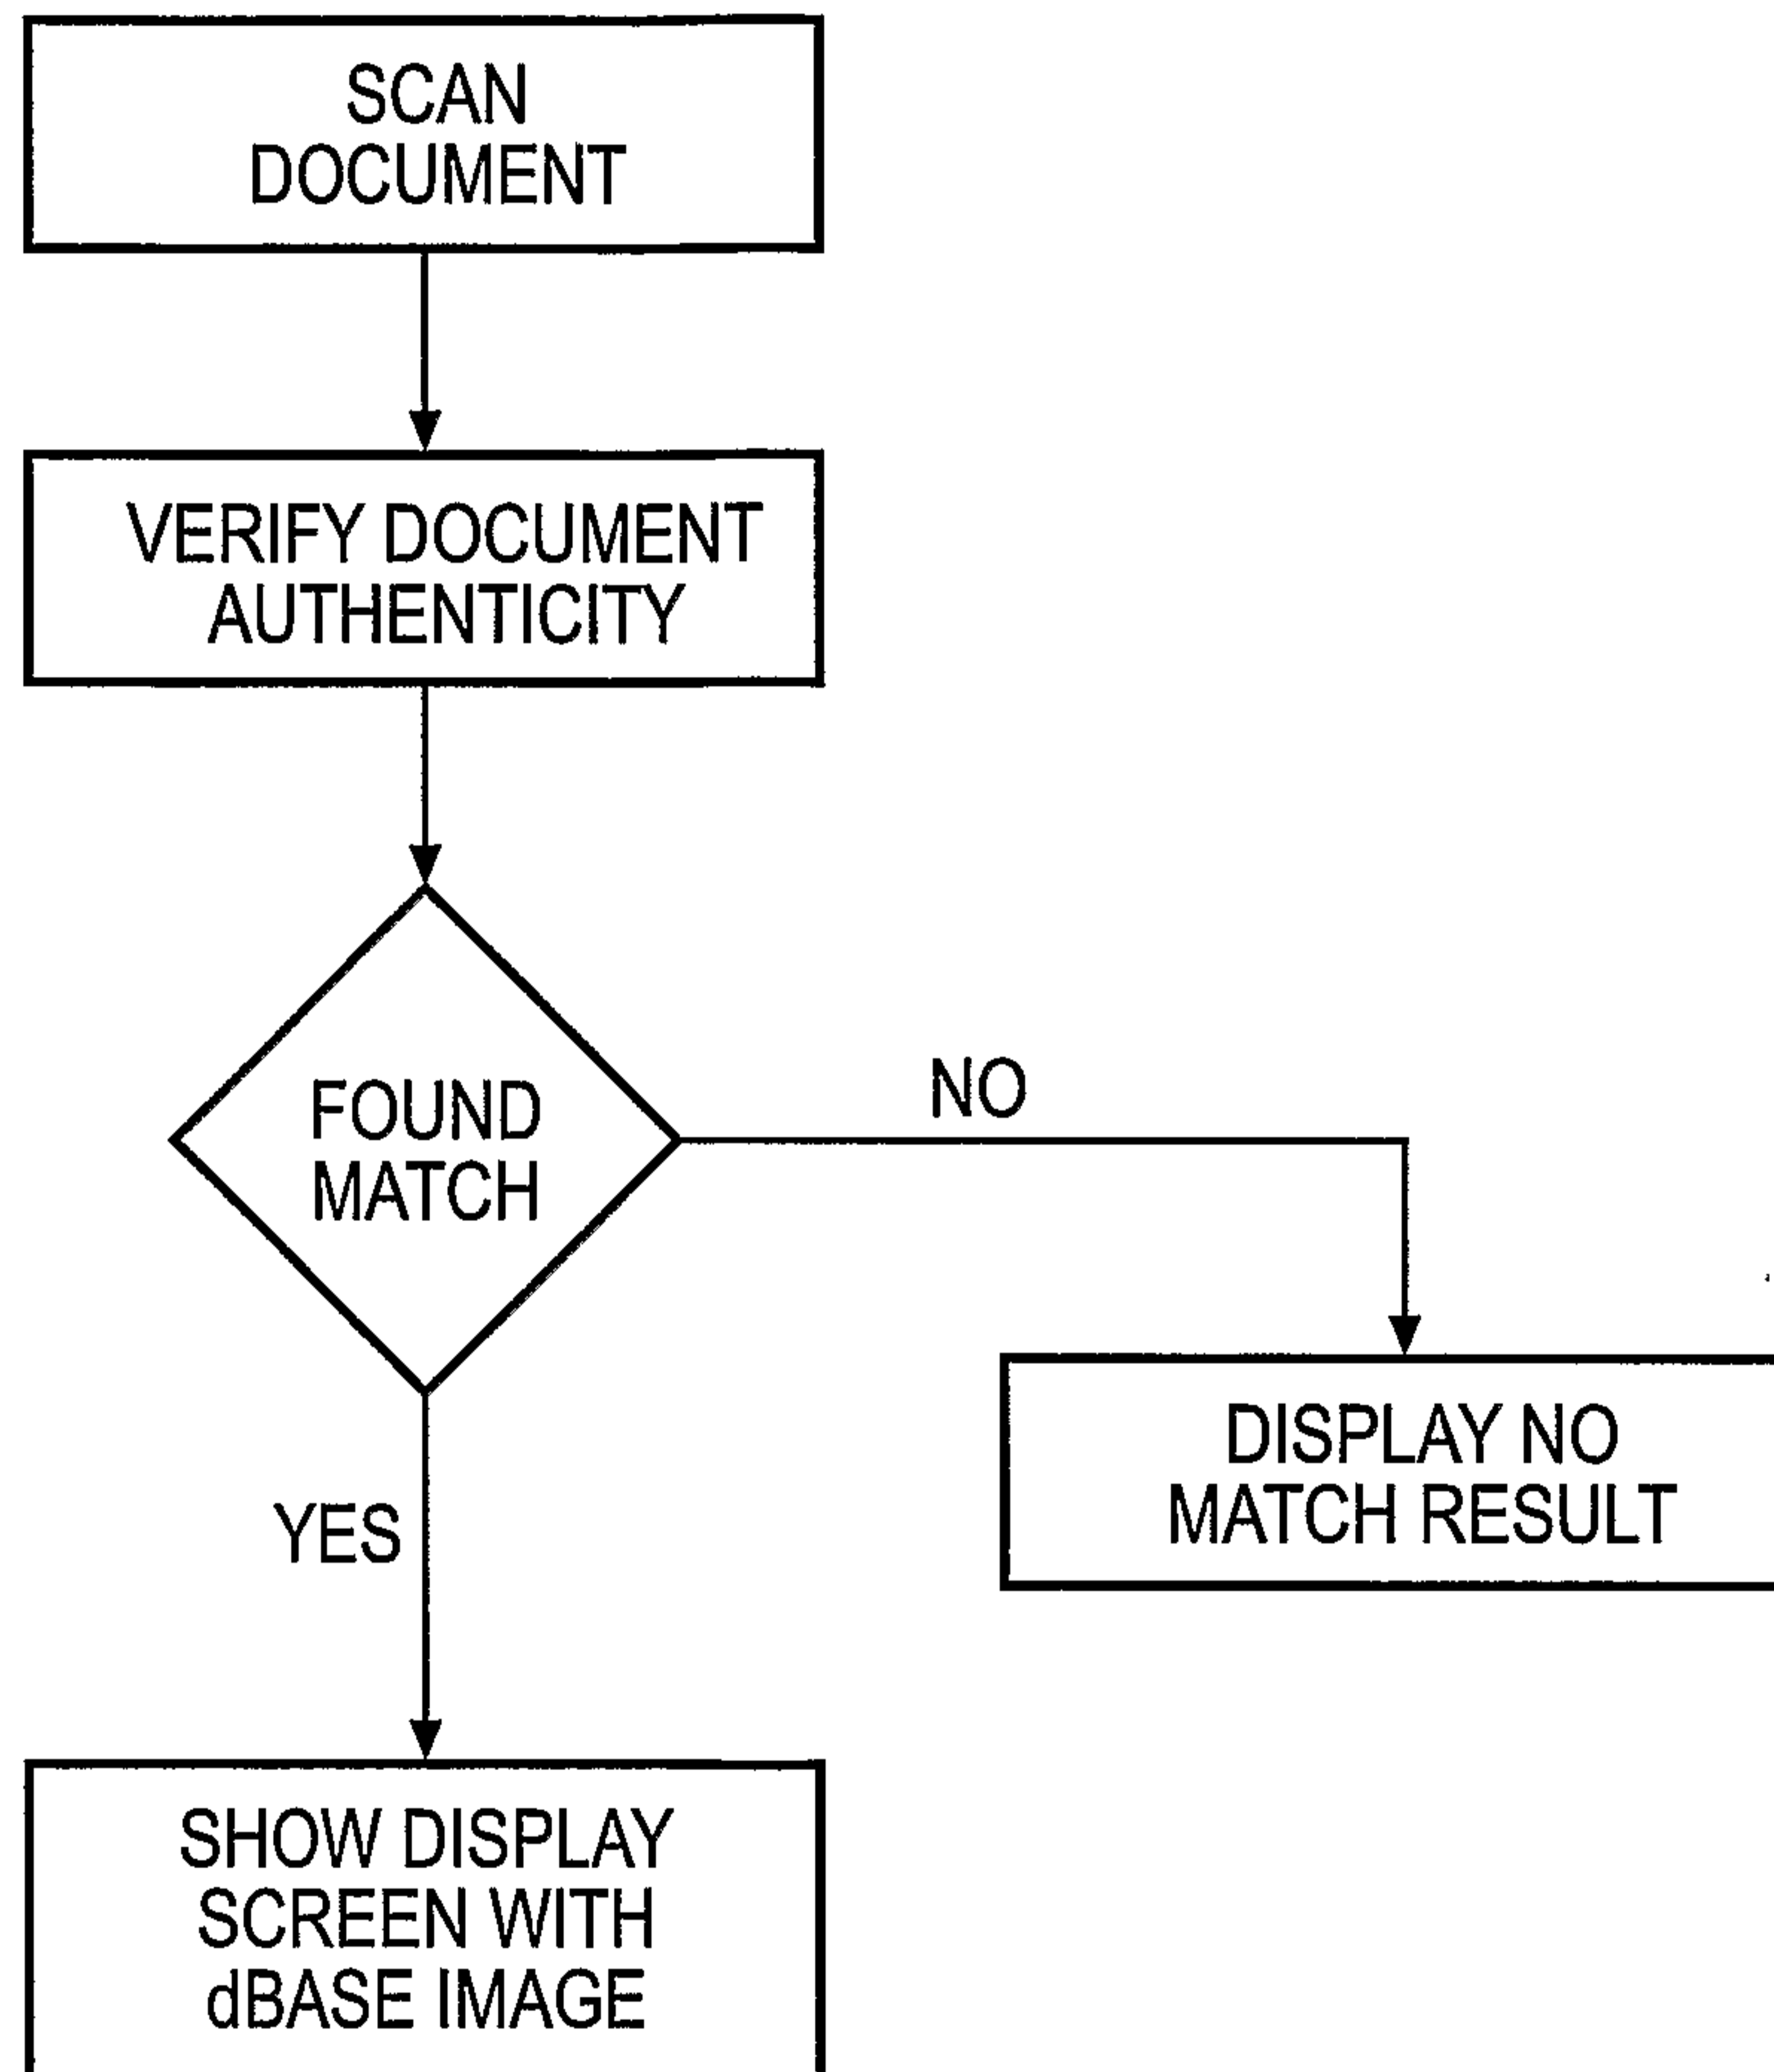 SCAN
DOCUMENT
VERIFY DOCUMENT
AUTHENTICITY
FOUND
MATCH
NO
DISPLAY NO
MATCH RESULT
YES
SHOW DISPLAY
SCREEN WITH
dBASE IMAGE